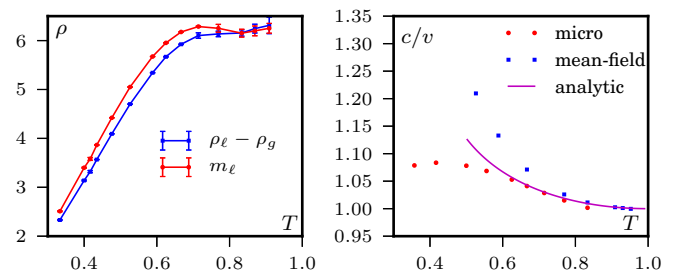 ρ
6
5
4
3
2
ρℓ − ρg
mℓ
T
0.4 0.6 0.8 1.0
c/v
1.35
1.30
1.25
1.20
1.15
1.10
1.05
1.00
0.95
micro
mean-field
analytic
T
0.4 0.6 0.8 1.0